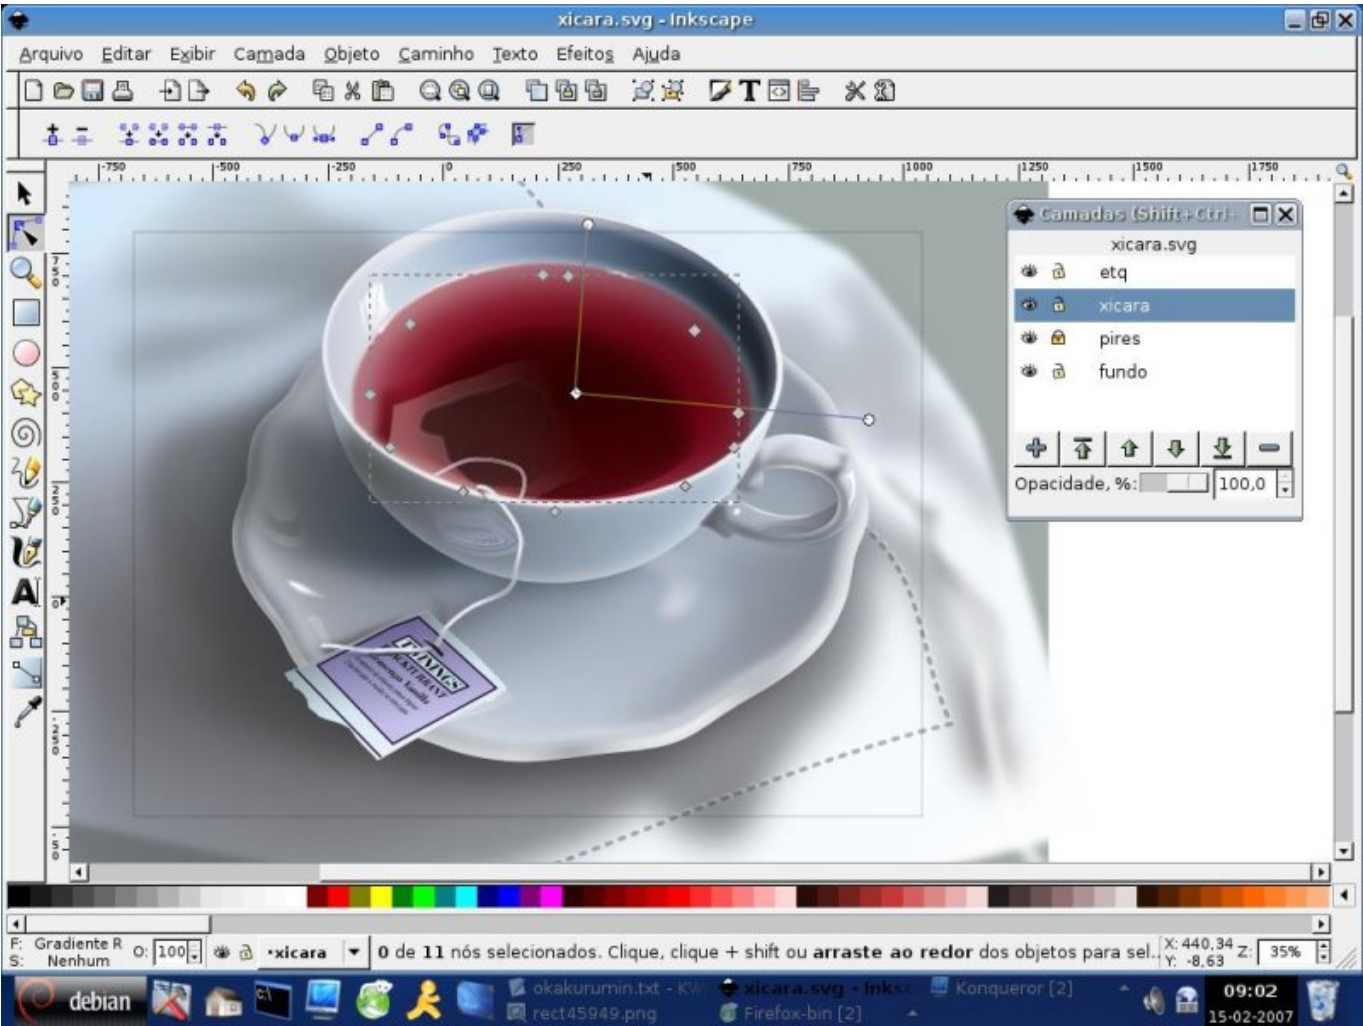 xicara.svg - Inkscape
Arquivo Editar Exibir Camada Objeto Caminho Texto Efeitos Ajuda
-750 -500 -250 0 250 500 750 1000 1250 1500 1750
Camadas (Shift+Ctrl+
xicara.svg
etq
xicara
pires
fundo
Opacidade, %: 100,0
TWININGS
BLACKCURRANT
Vanilla
F: Gradiente R
S: Nenhum
O: 100
•xicara
0 de 11 nós selecionados. Clique, clique + shift ou arraste ao redor dos objetos para sel..
X: 440,34
Y: -8,63
Z: 35%
debian
okakurumin.txt - KW
rect45949.png
xicara.svg - Inksc
Firefox-bin [2]
Konqueror [2]
09:02
15-02-2007